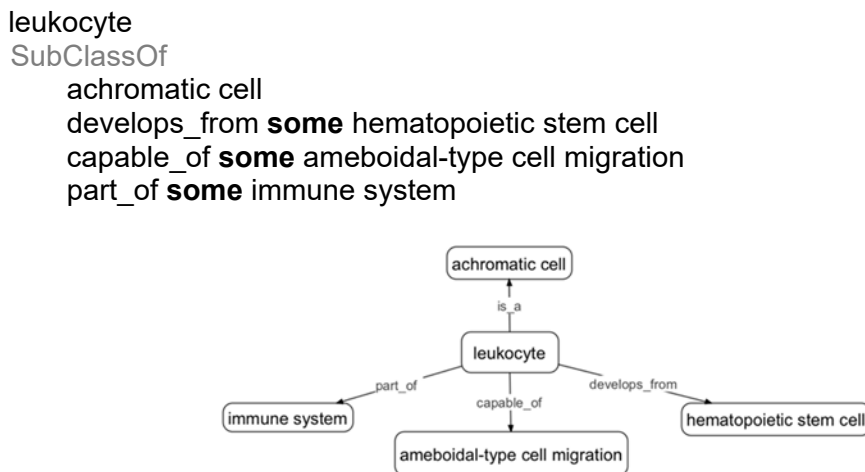 leukocyte
SubClassOf
achromatic cell
develops_from some hematopoietic stem cell
capable_of some ameboidal-type cell migration
part_of some immune system
achromatic cell
is_a
leukocyte
part_of
capable_of
develops_from
immune system
hematopoietic stem cell
ameboidal-type cell migration